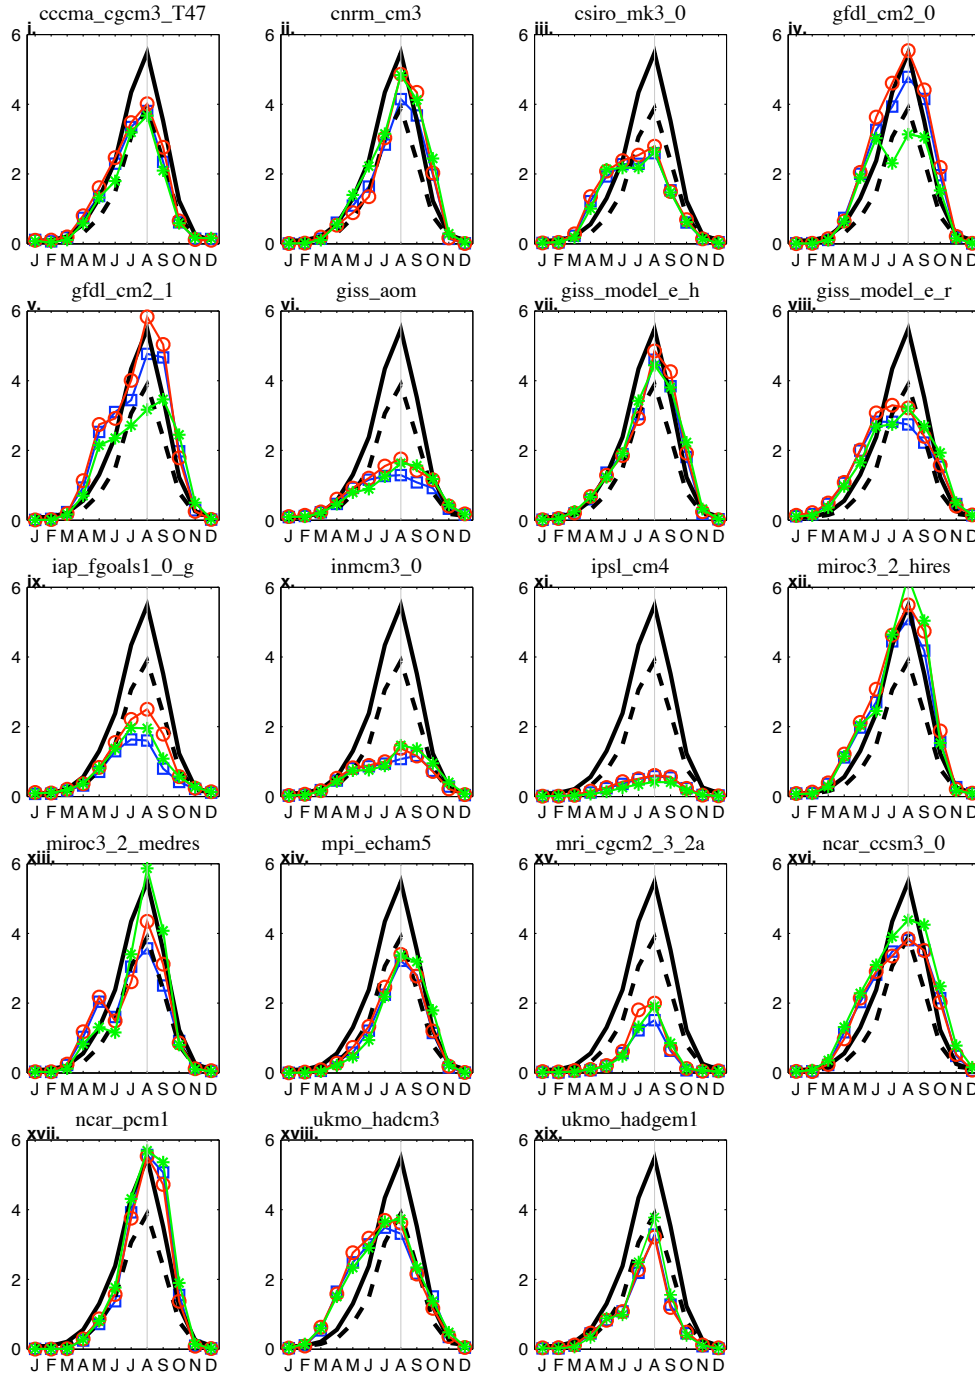 cccma_cgcm3_T47 cnrm_cm3 csiro_mk3_0 gfdl_cm2_0
i. ii. iii. iv.
6 6 6 6
4 4 4 4
2 2 2 2
0 0 0 0
J F M A M J J A S O N D J F M A M J J A S O N D J F M A M J J A S O N D J F M A M J J A S O N D
gfdl_cm2_1 giss_aom giss_model_e_h giss_model_e_r
v. vi. vii. viii.
6 6 6 6
4 4 4 4
2 2 2 2
0 0 0 0
J F M A M J J A S O N D J F M A M J J A S O N D J F M A M J J A S O N D J F M A M J J A S O N D
iap_fgoals1_0_g inmcm3_0 ipsl_cm4 miroc3_2_hires
ix. x. xi. xii.
6 6 6 6
4 4 4 4
2 2 2 2
0 0 0 0
J F M A M J J A S O N D J F M A M J J A S O N D J F M A M J J A S O N D J F M A M J J A S O N D
miroc3_2_medres mpi_echam5 mri_cgcm2_3_2a ncar_ccsm3_0
xiii. xiv. xv. xvi.
6 6 6 6
4 4 4 4
2 2 2 2
0 0 0 0
J F M A M J J A S O N D J F M A M J J A S O N D J F M A M J J A S O N D J F M A M J J A S O N D
ncar_pcm1 ukmo_hadcm3 ukmo_hadgem1
xvii. xviii. xix.
6 6 6
4 4 4
2 2 2
0 0 0
J F M A M J J A S O N D J F M A M J J A S O N D J F M A M J J A S O N D